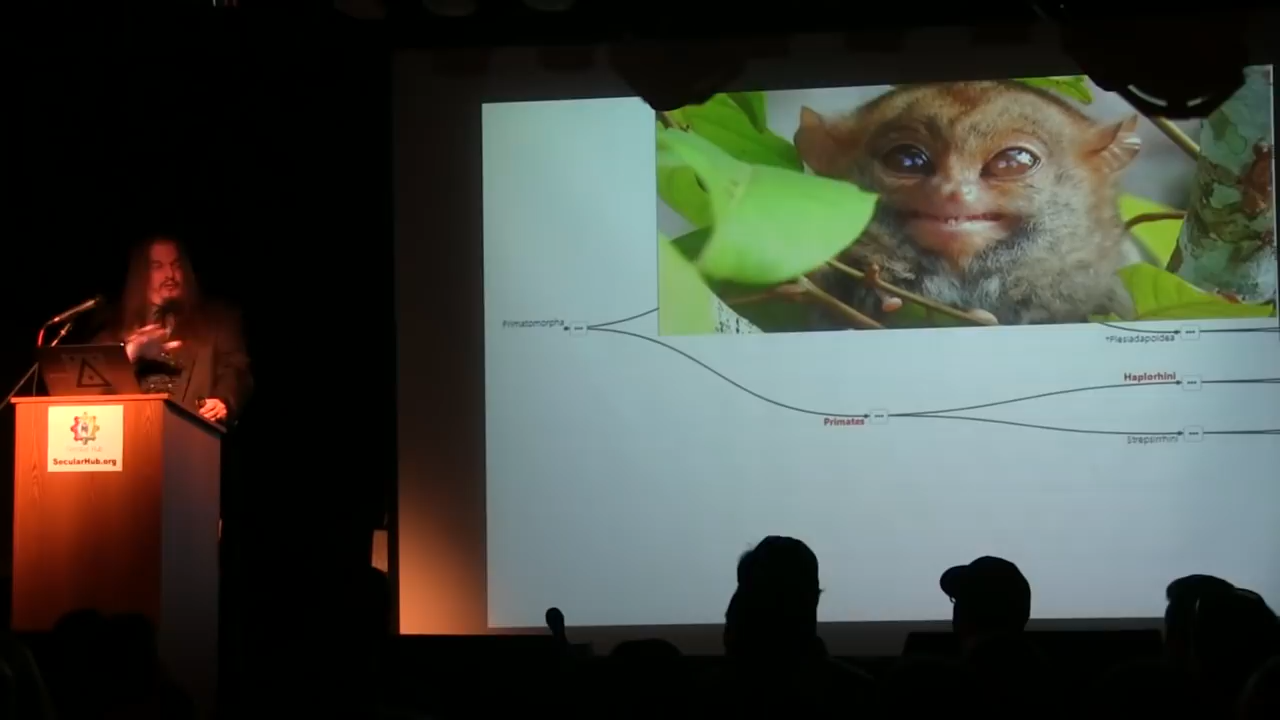 Primatomorpha
*Plesiadapoidea
Haplorhini
Primates
Strepsirrhini
SecularHub.org